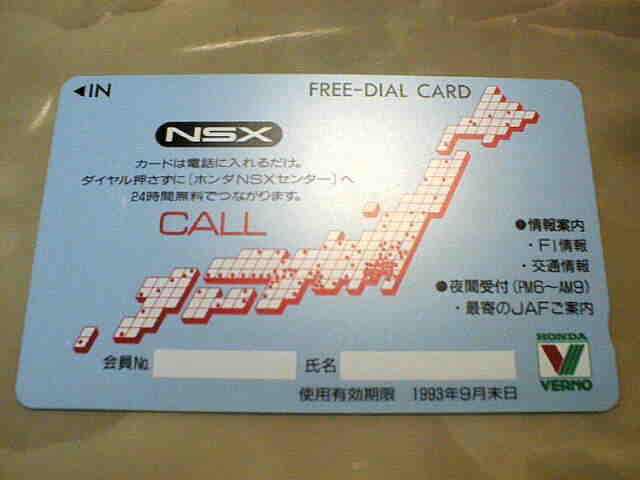 ◀IN
FREE-DIAL CARD
NSX
カードは電話に入れるだけ。
ダイヤル押さずに[ホンダNSXセンター]へ
24時間無料でつながります。
CALL
●情報案内
・F1情報
・交通情報
●夜間受付(PM6〜AM9)
・最寄のJAFご案内
会員No.
氏名
HONDA
VERNO
使用有効期限 1993年9月末日